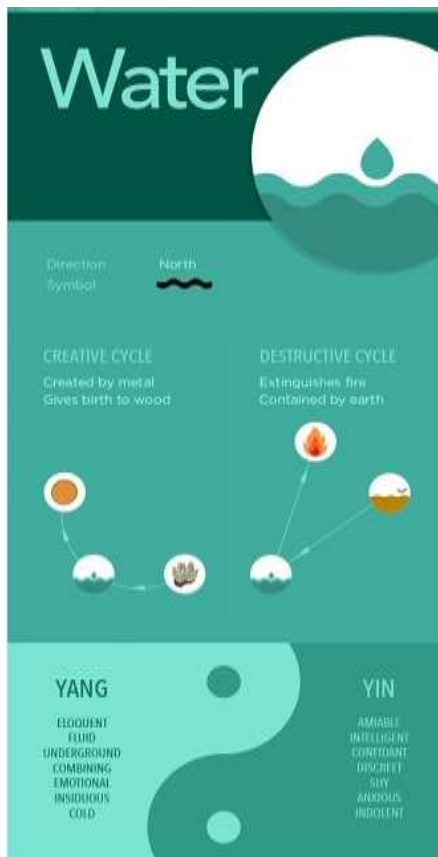 Water
Direction North
Symbol
CREATIVE CYCLE
Created by metal
Gives birth to wood
DESTRUCTIVE CYCLE
Extinguishes fire
Contained by earth
YANG
ELOQUENT
FLUID
UNDERGROUND
COMBINING
EMOTIONAL
INSIDUOUS
COLD
YIN
AMIABLE
INTELLIGENT
CONFIDANT
DISCREET
SHY
ANXIOUS
INDOLENT